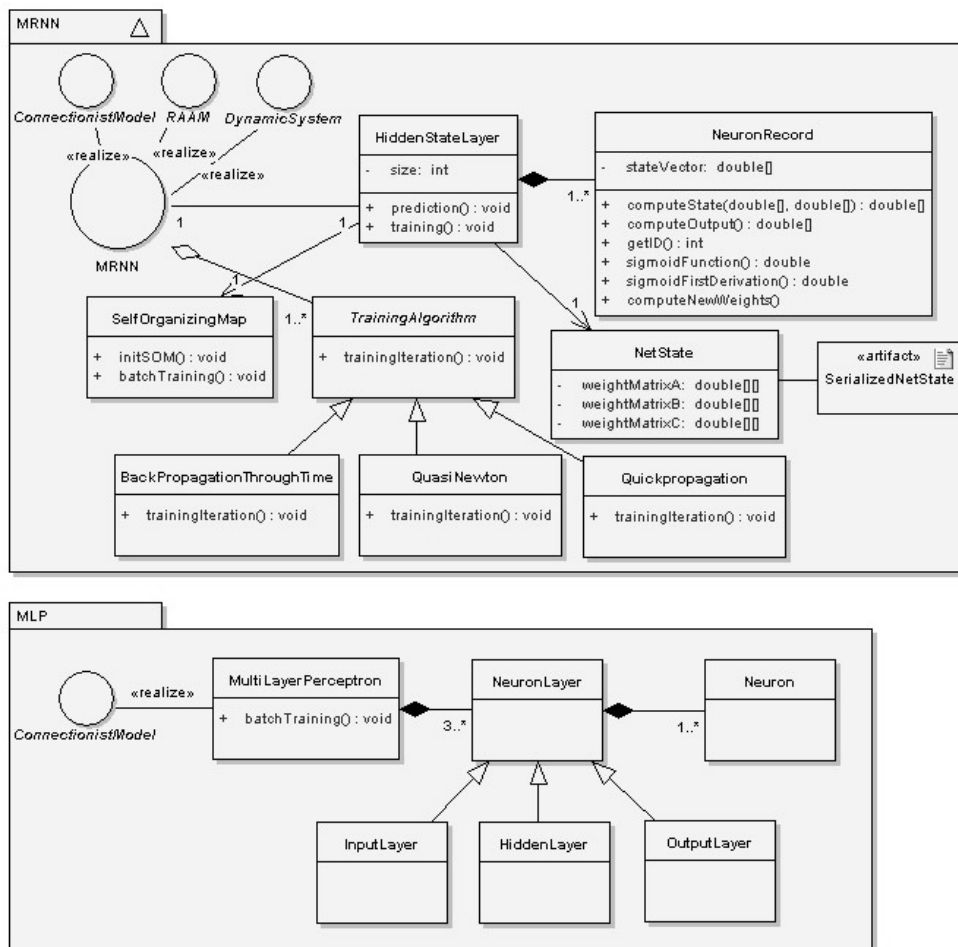 MRNN
ConnectionistModel
RAAM
DynamicSystem
«realize»
«realize»
«realize»
MRNN
1
HiddenStateLayer
- size: int
+ prediction() : void
+ training() : void
1..*
NeuronRecord
- stateVector: double[]
+ computeState(double[], double[]) : double[]
+ computeOutput() : double[]
+ getID() : int
+ sigmoidFunction() : double
+ sigmoidFirstDerivation() : double
+ computeNewWeights()
1
1
SelfOrganizingMap
+ initSOM() : void
+ batchTraining() : void
1..*
TrainingAlgorithm
+ trainingIteration() : void
1
NetState
- weightMatrixA: double[][]
- weightMatrixB: double[][]
- weightMatrixC: double[][]
«artifact»
SerializedNetState
BackPropagationThroughTime
+ trainingIteration() : void
QuasiNewton
+ trainingIteration() : void
Quickpropagation
+ trainingIteration() : void
MLP
ConnectionistModel
«realize»
MultiLayerPerceptron
+ batchTraining() : void
3..*
NeuronLayer
1..*
Neuron
InputLayer
HiddenLayer
OutputLayer